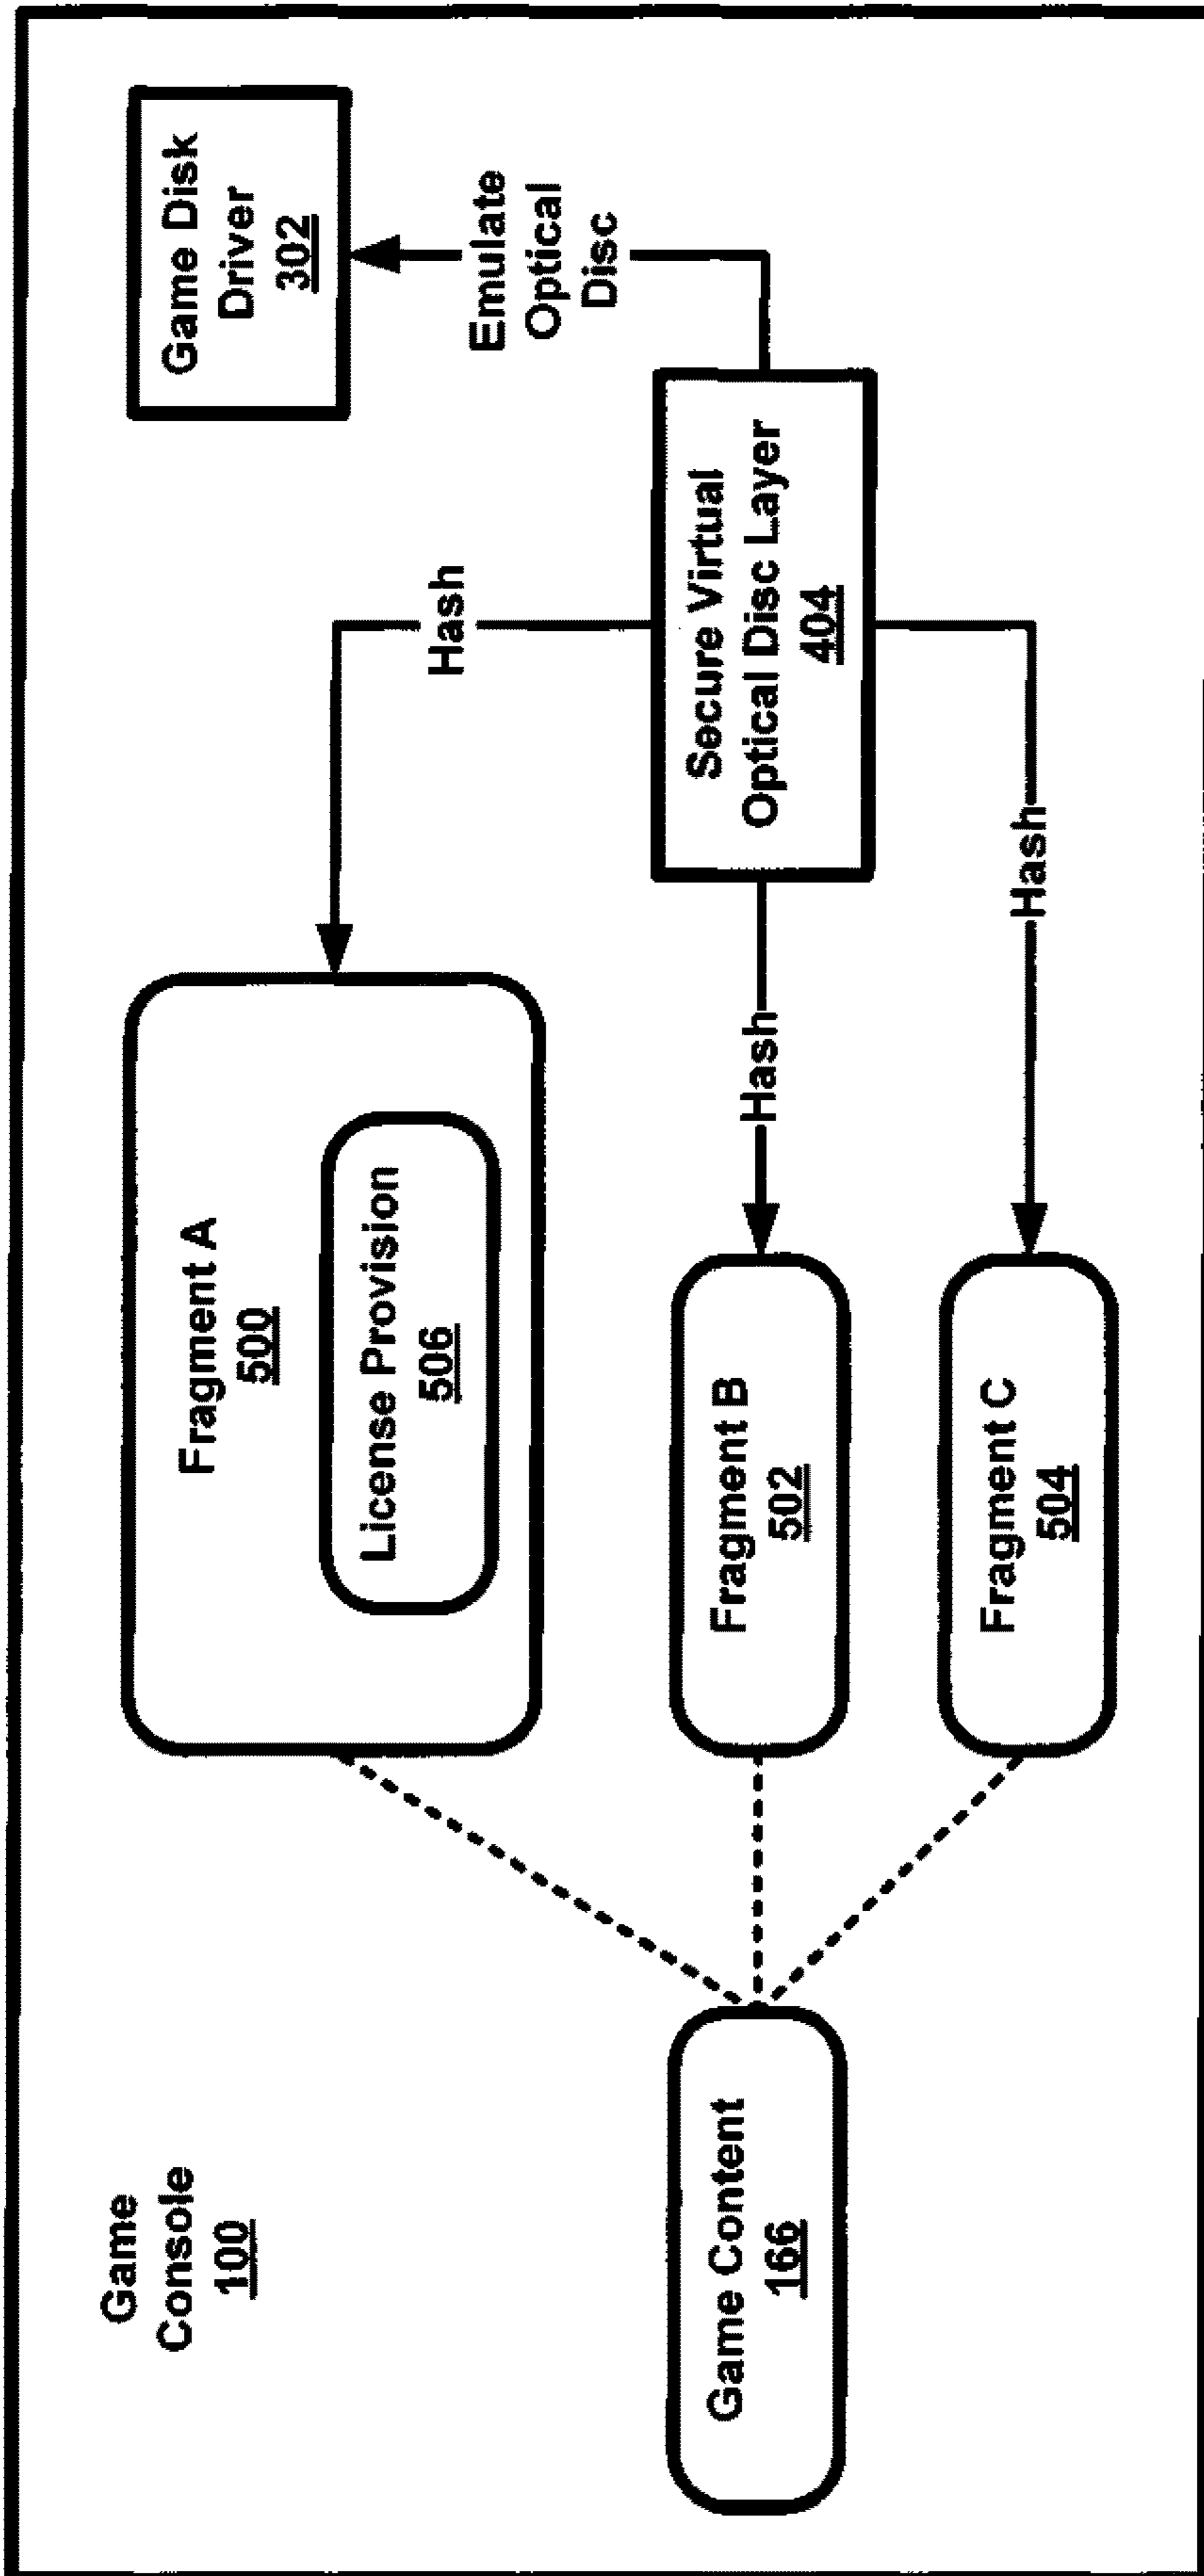 Game
Console
100
Game Content
166
Fragment A
500
License Provision
506
Fragment B
502
Fragment C
504
Hash
Hash
Hash
Secure Virtual
Optical Disc Layer
404
Emulate
Optical
Disc
Game Disk
Driver
302